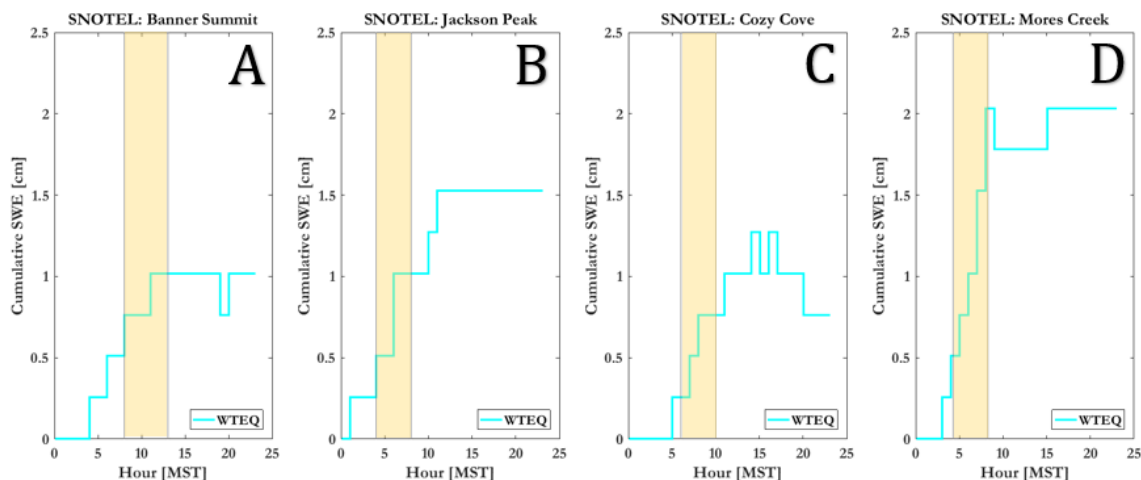 SNOTEL: Banner Summit
A
2.5
2
1.5
1
0.5
0
Cumulative SWE [cm]
0 5 10 15 20 25
Hour [MST]
WTEQ
SNOTEL: Jackson Peak
B
2.5
2
1.5
1
0.5
0
Cumulative SWE [cm]
0 5 10 15 20 25
Hour [MST]
WTEQ
SNOTEL: Cozy Cove
C
2.5
2
1.5
1
0.5
0
Cumulative SWE [cm]
0 5 10 15 20 25
Hour [MST]
WTEQ
SNOTEL: Mores Creek
D
2.5
2
1.5
1
0.5
0
Cumulative SWE [cm]
0 5 10 15 20 25
Hour [MST]
WTEQ